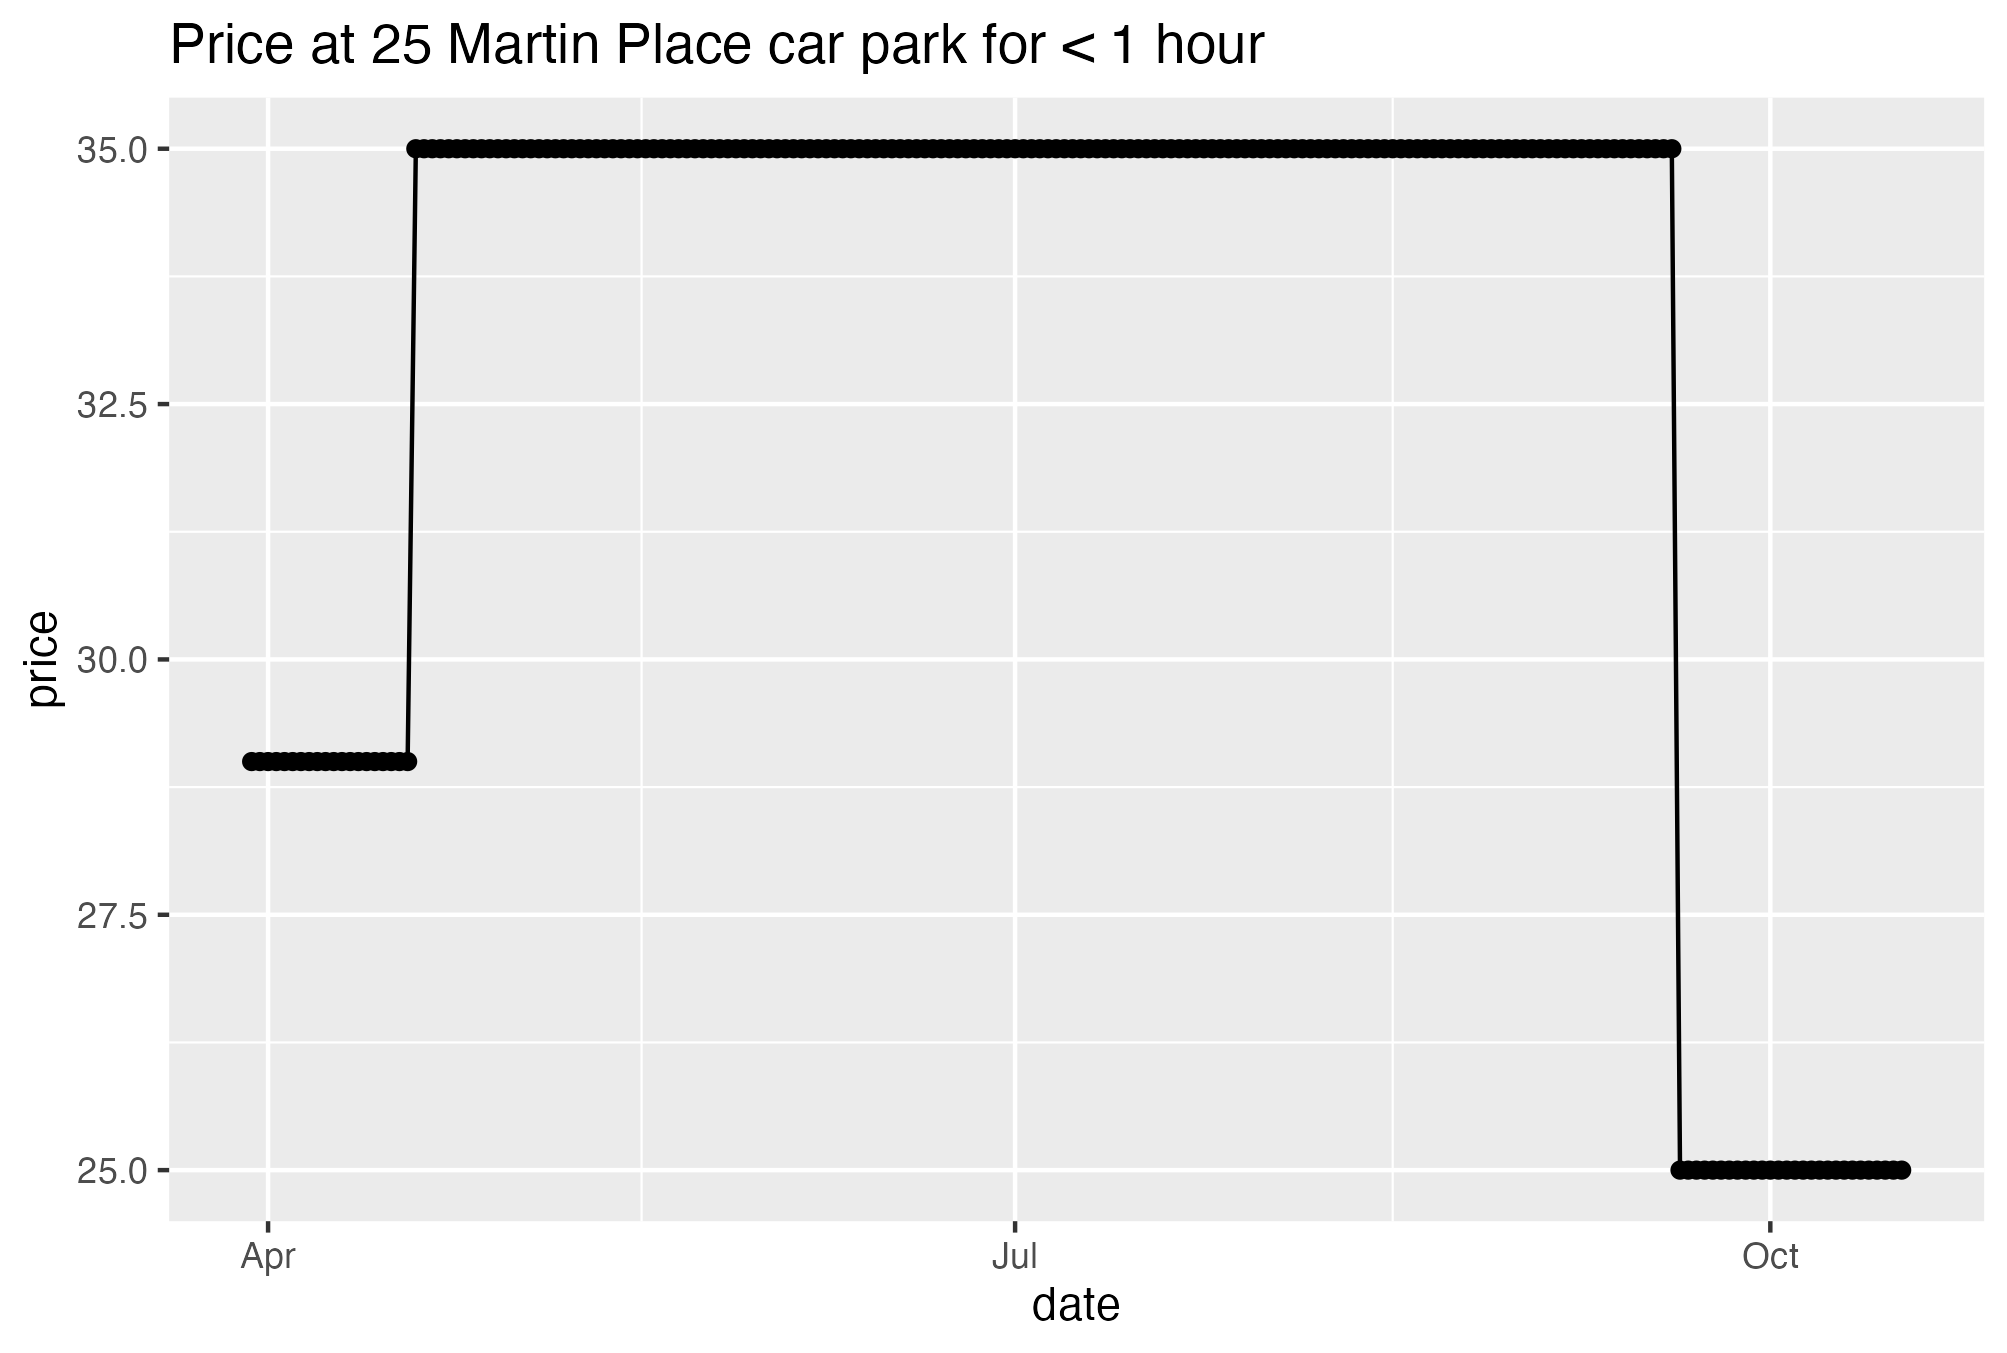 Price at 25 Martin Place car park for < 1 hour
35.0
32.5
30.0
27.5
25.0
price
Apr
Jul
Oct
date